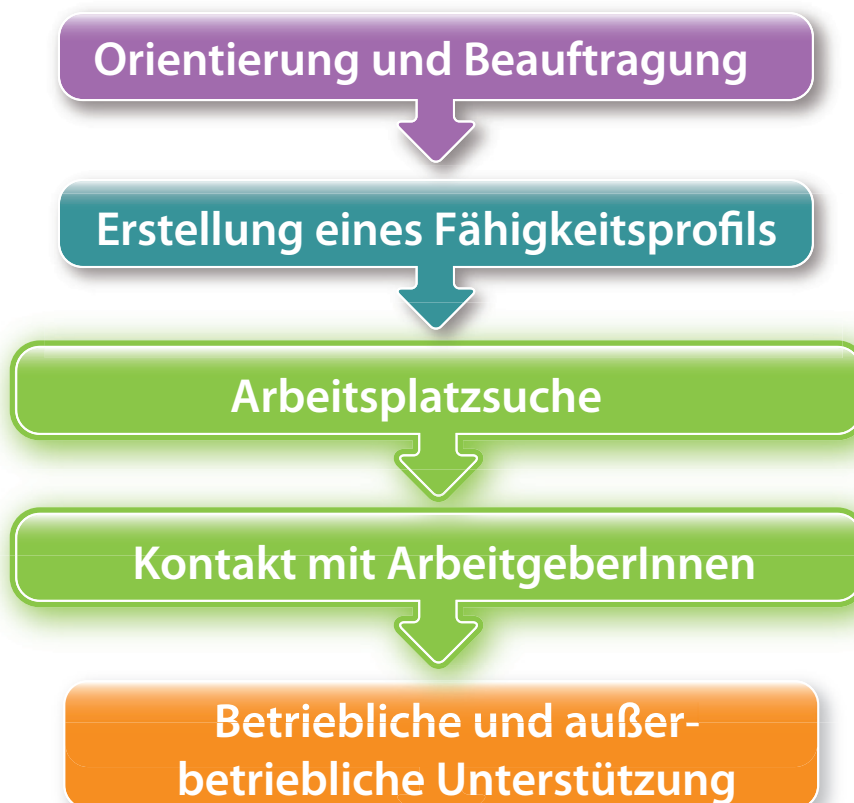 Orientierung und Beauftragung
Erstellung eines Fähigkeitsprofils
Arbeitsplatzsuche
Kontakt mit ArbeitgeberInnen
Betriebliche und außer-
betriebliche Unterstützung